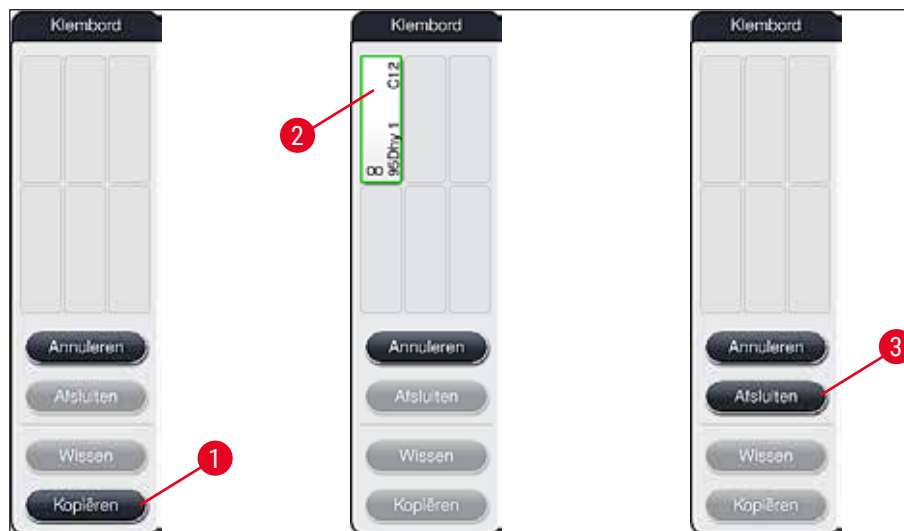 Klembord
Annuleren
Afsluiten
Wissen
Kopiëren
1
Klembord
C12
95Dhy 1
8
2
Annuleren
Afsluiten
Wissen
Kopiëren
Klembord
Annuleren
Afsluiten
3
Wissen
Kopiëren